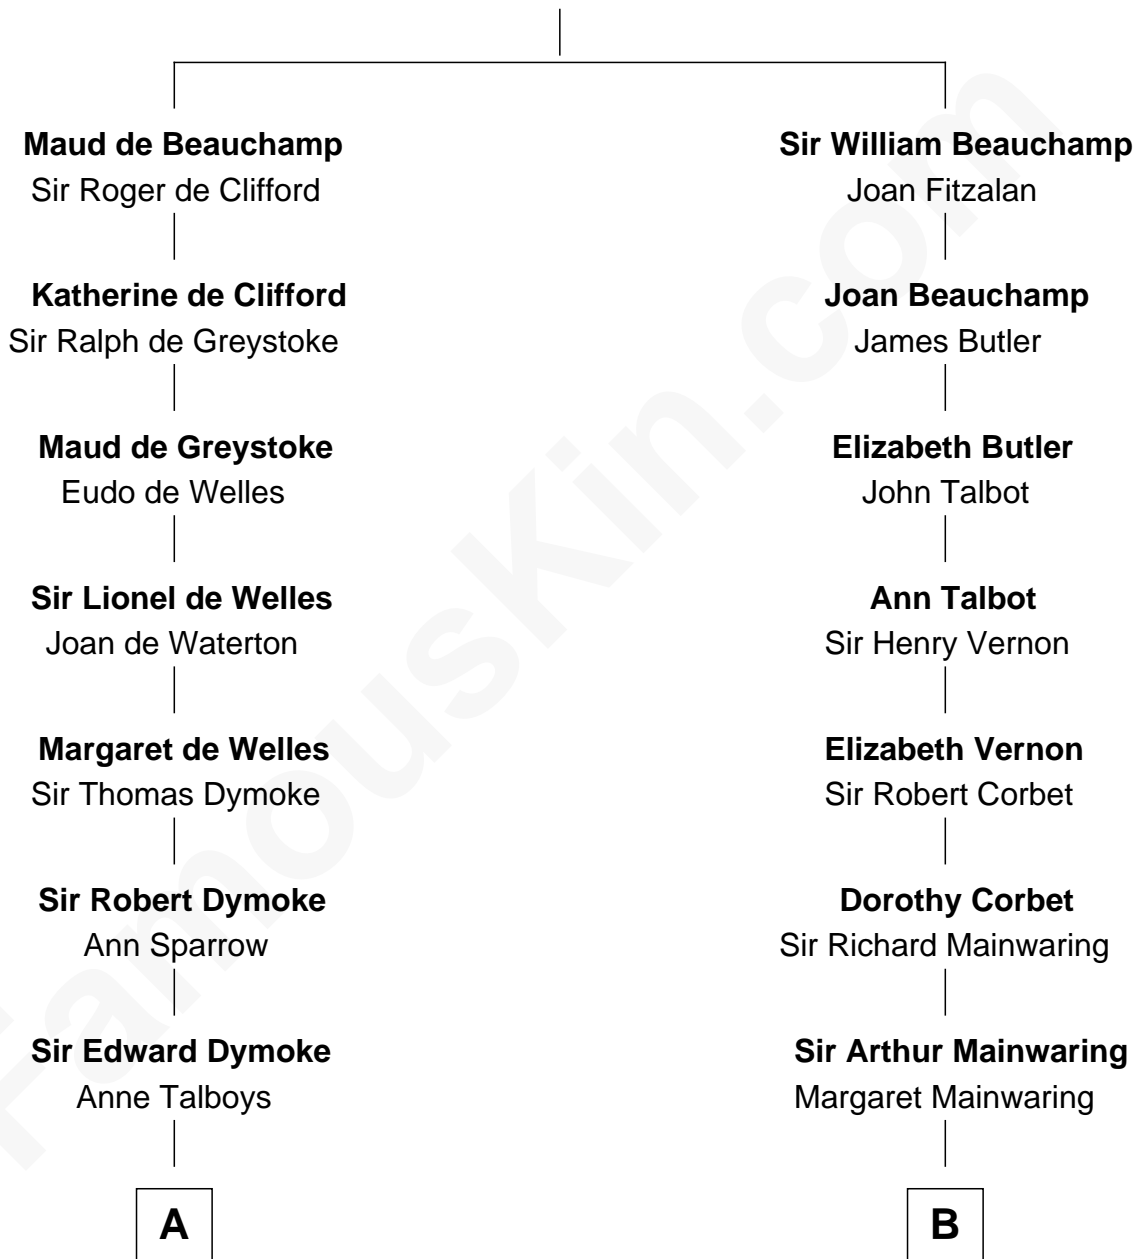 Maud de Beauchamp
Sir Roger de Clifford
Katherine de Clifford
Sir Ralph de Greystoke
Maud de Greystoke
Eudo de Welles
Sir Lionel de Welles
Joan de Waterton
Margaret de Welles
Sir Thomas Dymoke
Sir Robert Dymoke
Ann Sparrow
Sir Edward Dymoke
Anne Talboys
A
Sir William Beauchamp
Joan Fitzalan
Joan Beauchamp
James Butler
Elizabeth Butler
John Talbot
Ann Talbot
Sir Henry Vernon
Elizabeth Vernon
Sir Robert Corbet
Dorothy Corbet
Sir Richard Mainwaring
Sir Arthur Mainwaring
Margaret Mainwaring
B
FamousKin.com